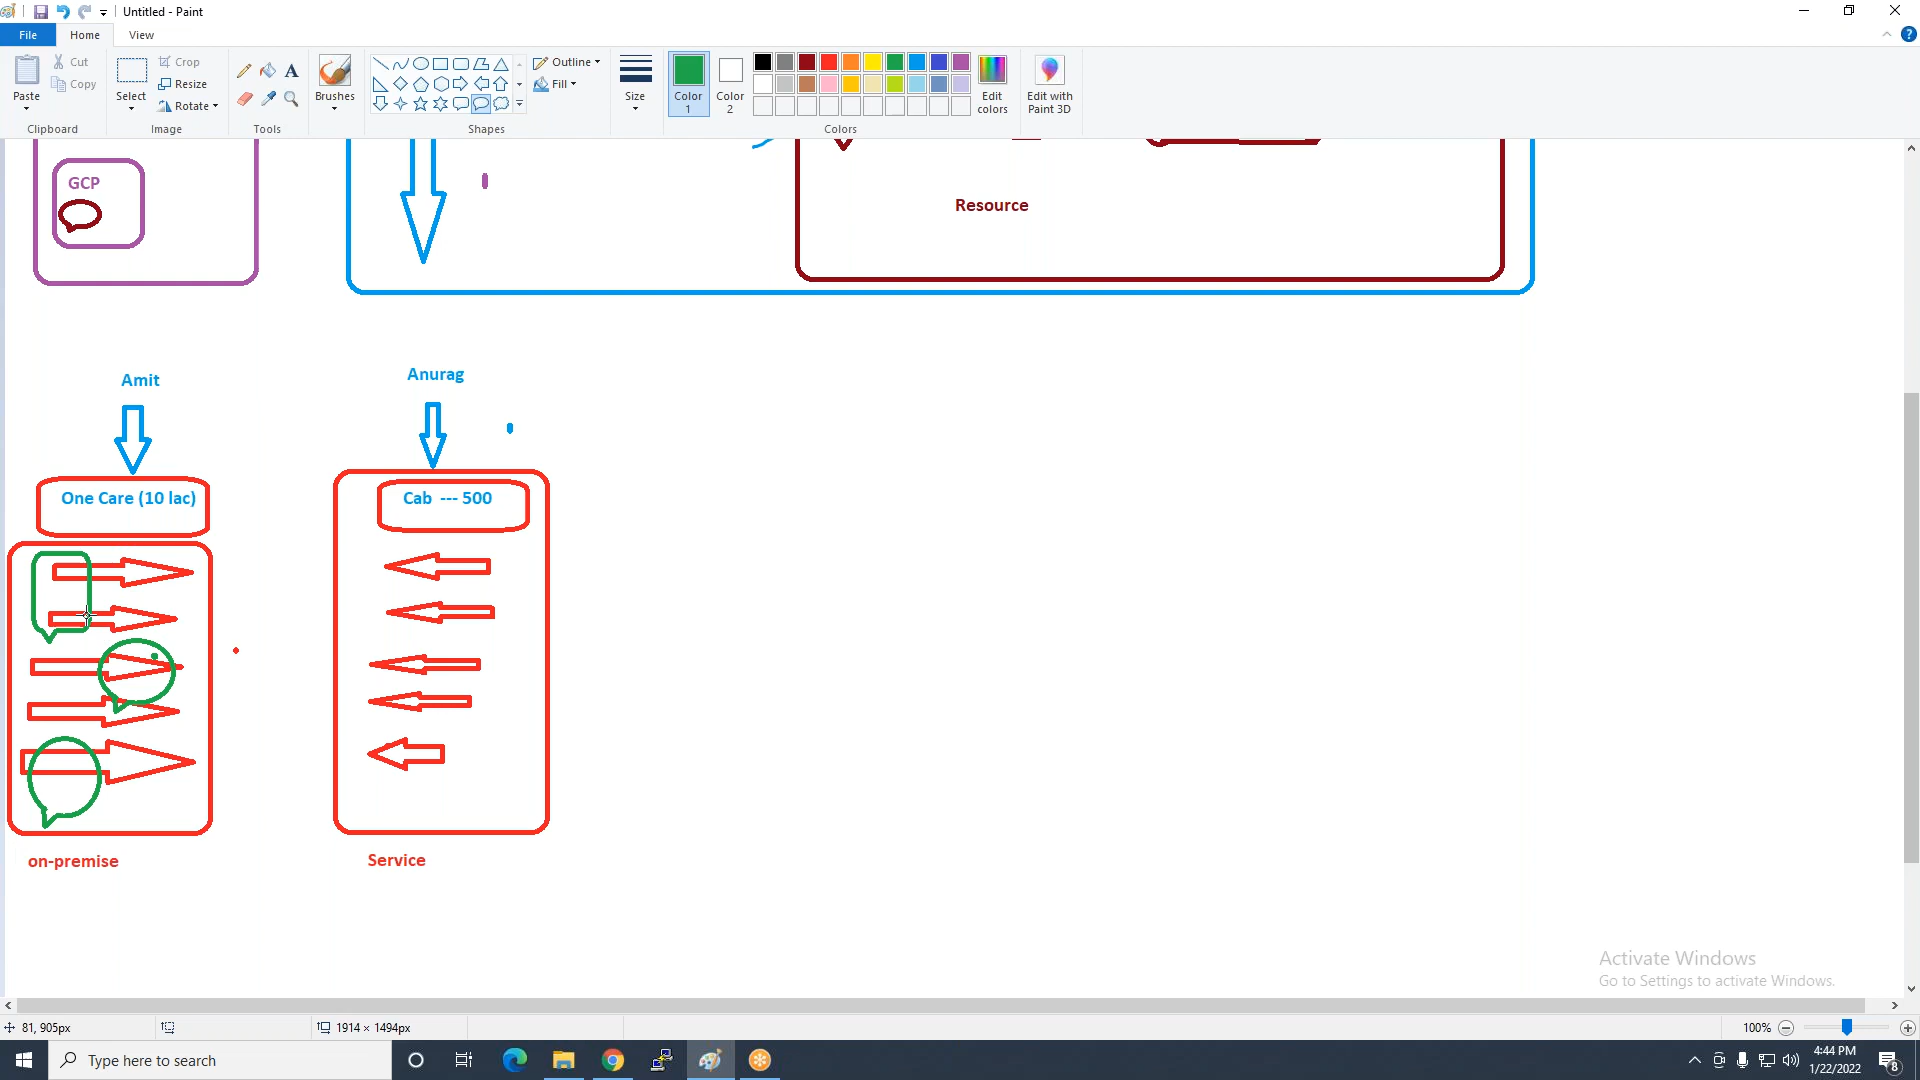 Untitled - Paint
File Home View
Paste
Cut
Copy
Clipboard
Select
Crop
Resize
Rotate
Image
A
Tools
Brushes
Shapes
Outline
Fill
Size
Color 1
Color 2
Colors
Edit colors
Edit with Paint 3D
GCP
Resource
Amit
Anurag
One Care (10 lac)
Cab --- 500
on-premise
Service
Activate Windows
Go to Settings to activate Windows.
81, 905px
1914 × 1494px
100%
Type here to search
4:44 PM
1/22/2022
8